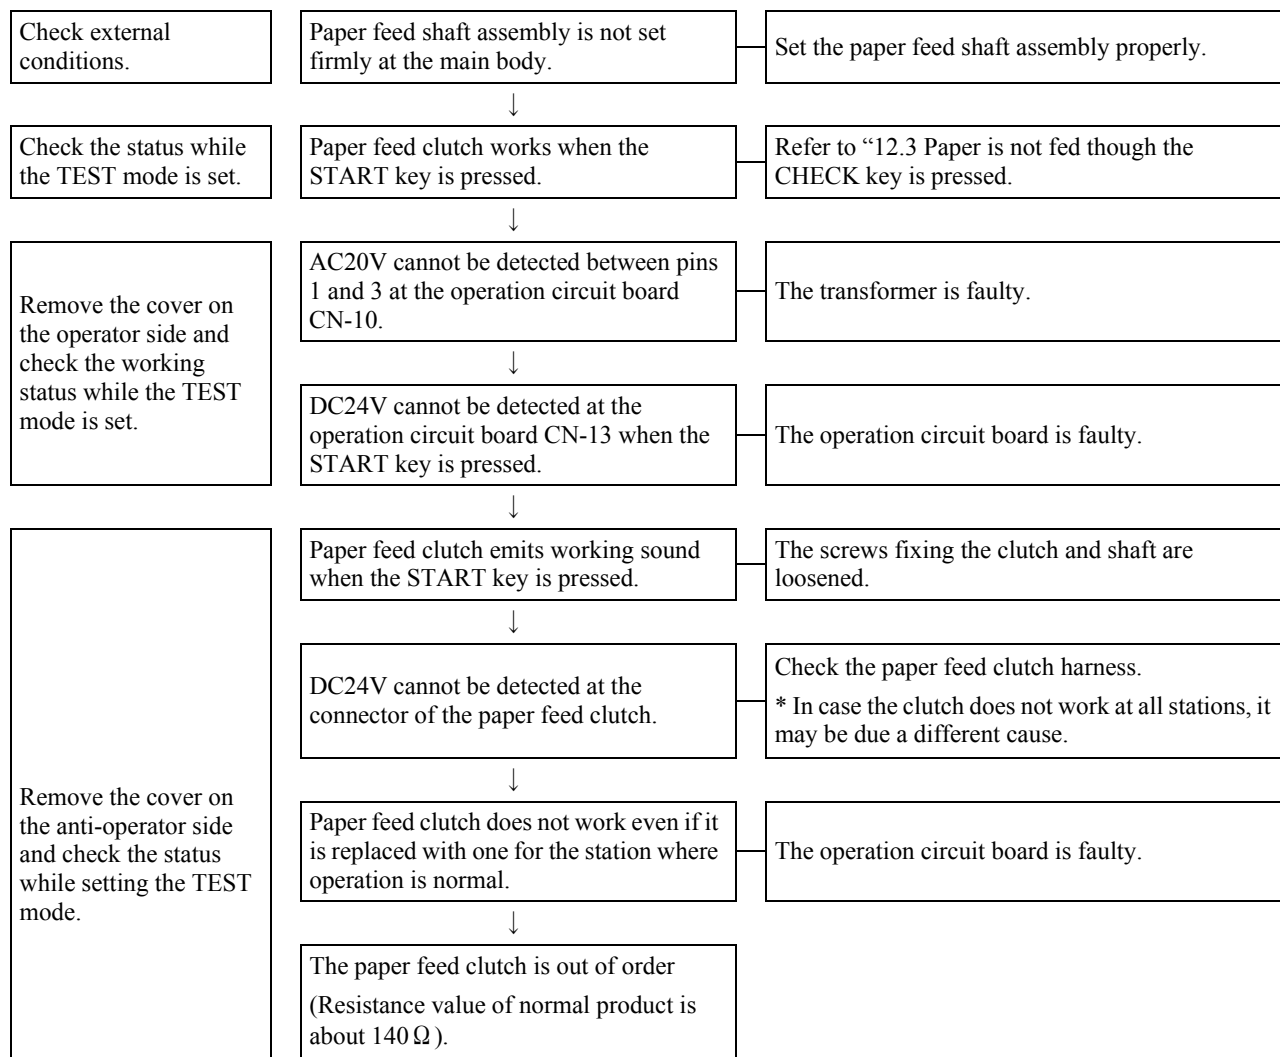 Check external
conditions.
Paper feed shaft assembly is not set
firmly at the main body.
Set the paper feed shaft assembly properly.
↓
Check the status while
the TEST mode is set.
Paper feed clutch works when the
START key is pressed.
Refer to “12.3 Paper is not fed though the
CHECK key is pressed.
↓
Remove the cover on
the operator side and
check the working
status while the TEST
mode is set.
AC20V cannot be detected between pins
1 and 3 at the operation circuit board
CN-10.
The transformer is faulty.
↓
DC24V cannot be detected at the
operation circuit board CN-13 when the
START key is pressed.
The operation circuit board is faulty.
↓
Remove the cover on
the anti-operator side
and check the status
while setting the TEST
mode.
Paper feed clutch emits working sound
when the START key is pressed.
The screws fixing the clutch and shaft are
loosened.
↓
DC24V cannot be detected at the
connector of the paper feed clutch.
Check the paper feed clutch harness.
* In case the clutch does not work at all stations, it
may be due a different cause.
↓
Paper feed clutch does not work even if it
is replaced with one for the station where
operation is normal.
The operation circuit board is faulty.
↓
The paper feed clutch is out of order
(Resistance value of normal product is
about 140Ω).